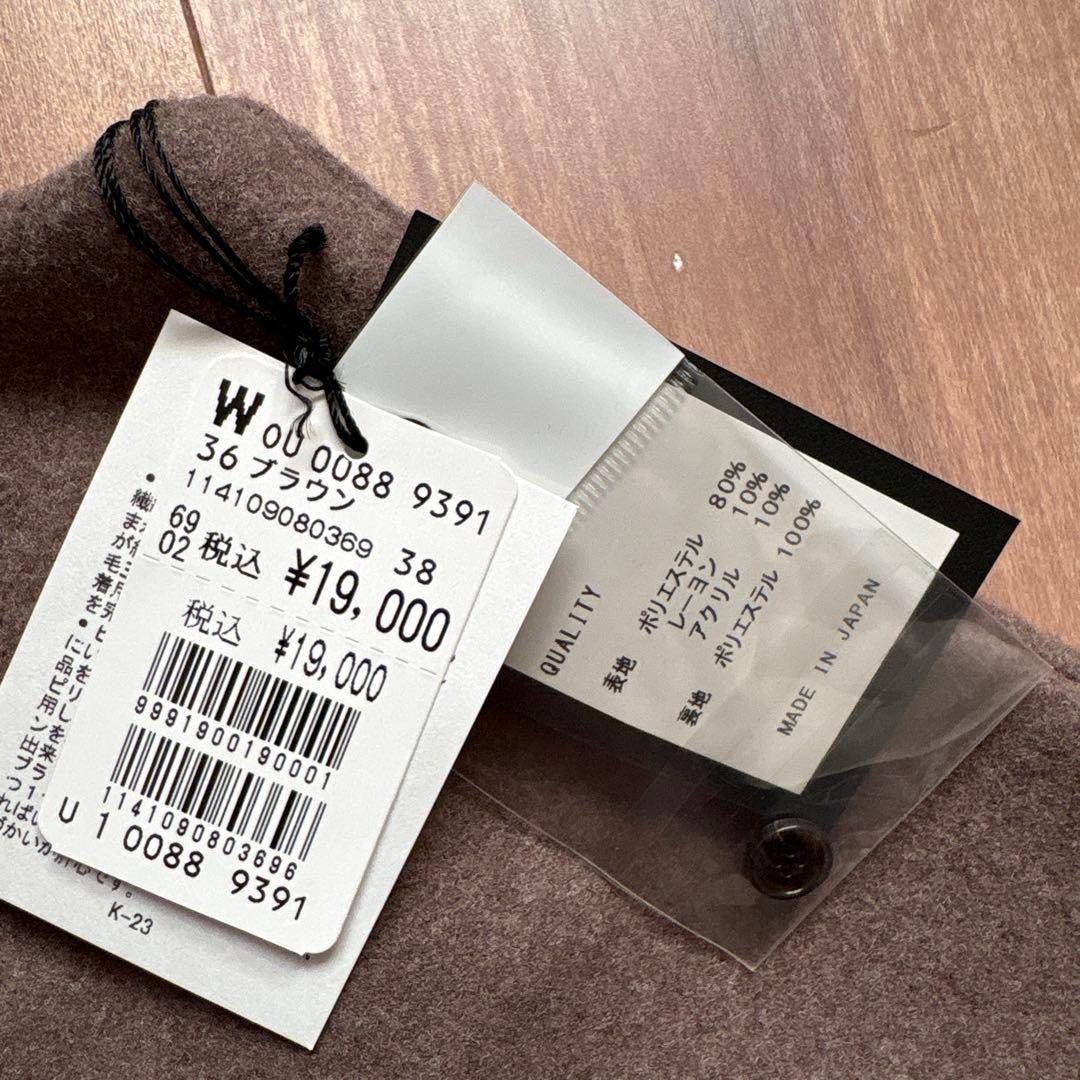 W 0U 0088 9391
36 ブラウン
11410908036９ 38
69
02 税込 ¥19,000
税込 ¥19,000
9991900190001
1141090803696
U 1 0088 9391
K-23
QUALITY
表地 ポリエステル 80%
レーヨン 10%
アクリル 10%
裏地 ポリエステル 100%
MADE IN JAPAN